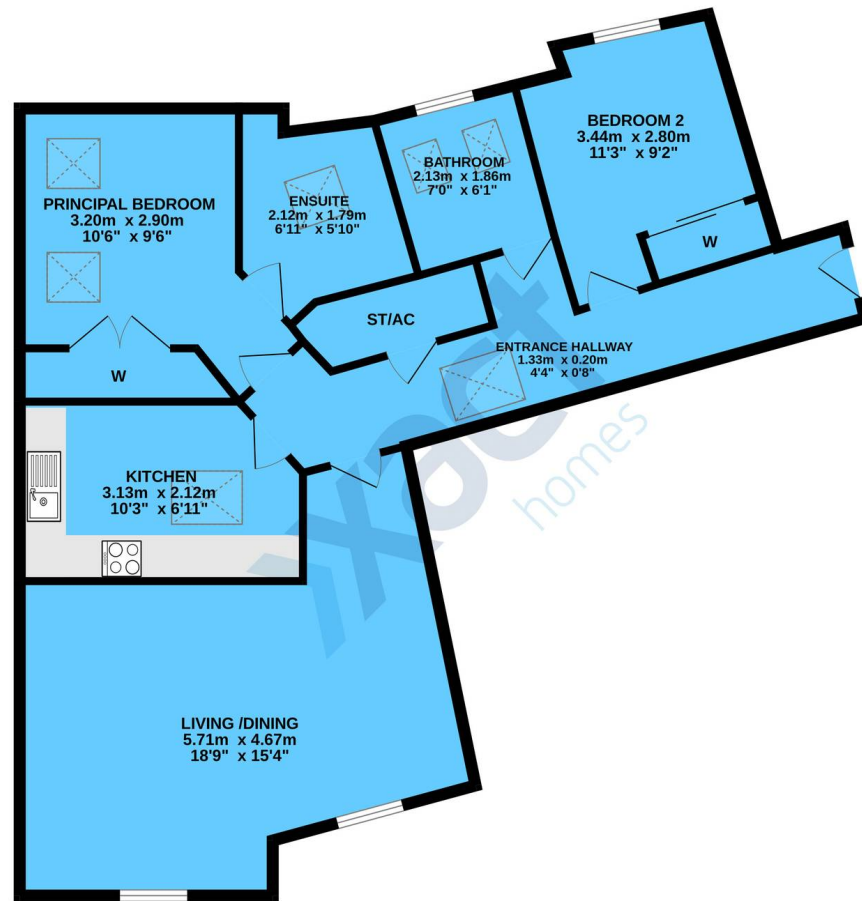 BEDROOM 2
3.44m x 2.80m
11'3" x 9'2"
BATHROOM
2.13m x 1.86m
7'0" x 6'1"
PRINCIPAL BEDROOM
3.20m x 2.90m
10'6" x 9'6"
ENSUITE
2.12m x 1.79m
6'11" x 5'10"
W
ST/AC
ENTRANCE HALLWAY
1.33m x 0.20m
4'4" x 0'8"
W
KITCHEN
3.13m x 2.12m
10'3" x 6'11"
xact
homes
LIVING /DINING
5.71m x 4.67m
18'9" x 15'4"